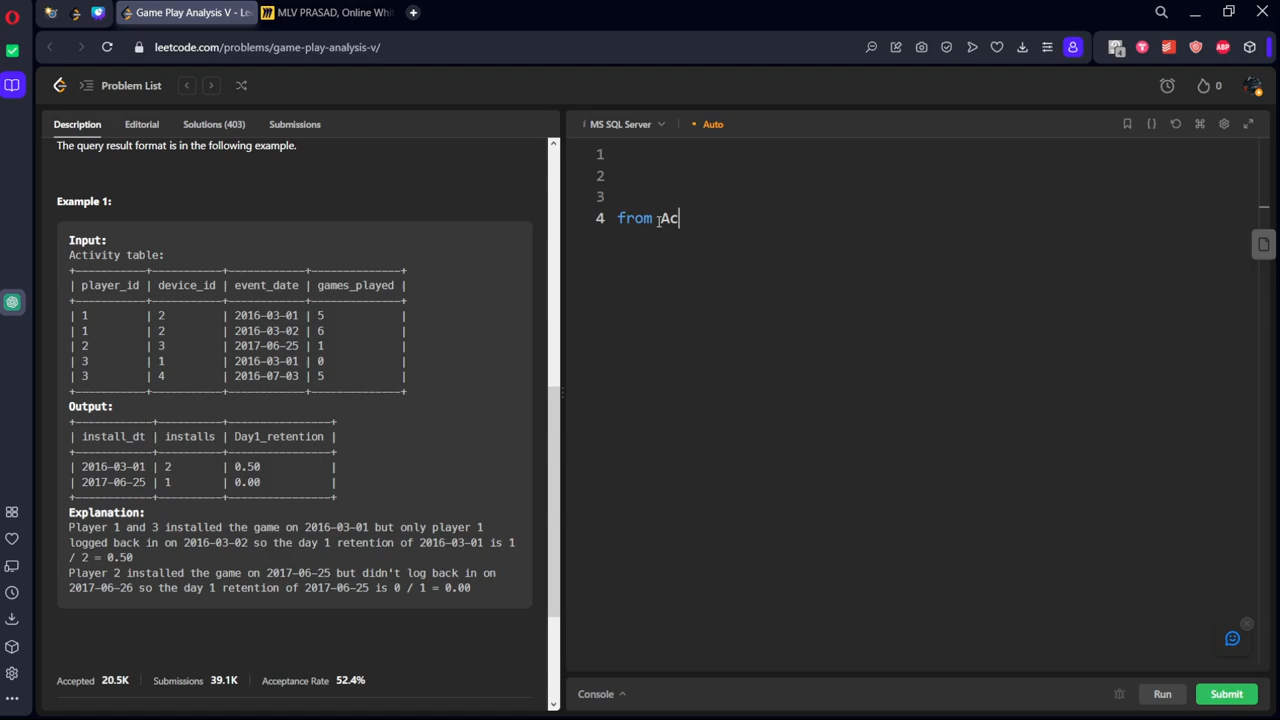 Game Play Analysis V - Le
MLV PRASAD, Online Whi
leetcode.com/problems/game-play-analysis-v/
ABP
Problem List
0
Description
Editorial
Solutions (403)
Submissions
i MS SQL Server
• Auto
The query result format is in the following example.
Example 1:
Input:
Activity table:
+-----------+-----------+------------+--------------+
| player_id | device_id | event_date | games_played |
+-----------+-----------+------------+--------------+
| 1 | 2 | 2016-03-01 | 5 |
| 1 | 2 | 2016-03-02 | 6 |
| 2 | 3 | 2017-06-25 | 1 |
| 3 | 1 | 2016-03-01 | 0 |
| 3 | 4 | 2016-07-03 | 5 |
+-----------+-----------+------------+--------------+
Output:
+------------+----------+----------------+
| install_dt | installs | Day1_retention |
+------------+----------+----------------+
| 2016-03-01 | 2 | 0.50 |
| 2017-06-25 | 1 | 0.00 |
+------------+----------+----------------+
Explanation:
Player 1 and 3 installed the game on 2016-03-01 but only player 1
logged back in on 2016-03-02 so the day 1 retention of 2016-03-01 is 1
/ 2 = 0.50
Player 2 installed the game on 2017-06-25 but didn't log back in on
2017-06-26 so the day 1 retention of 2017-06-25 is 0 / 1 = 0.00
Accepted 20.5K Submissions 39.1K Acceptance Rate 52.4%
1
2
3
4 from Ac
Console
Run
Submit